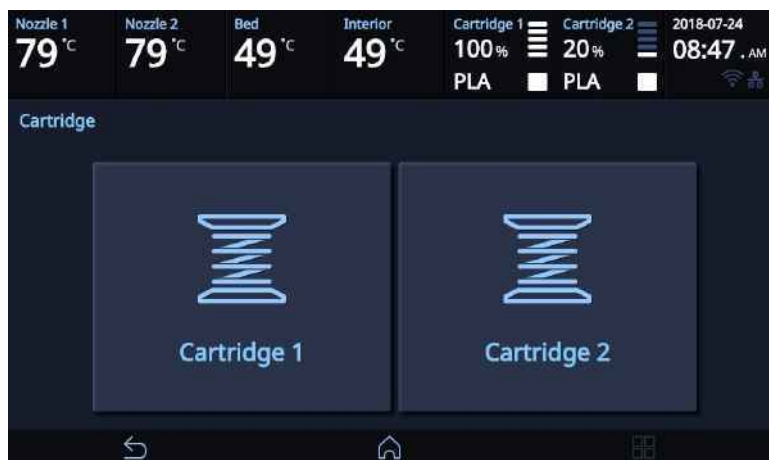 Nozzle 1
79 °C
Nozzle 2
79 °C
Bed
49 °C
Interior
49 °C
Cartridge 1
100 %
PLA
Cartridge 2
20 %
PLA
2018-07-24
08:47 . AM
Cartridge
Cartridge 1
Cartridge 2